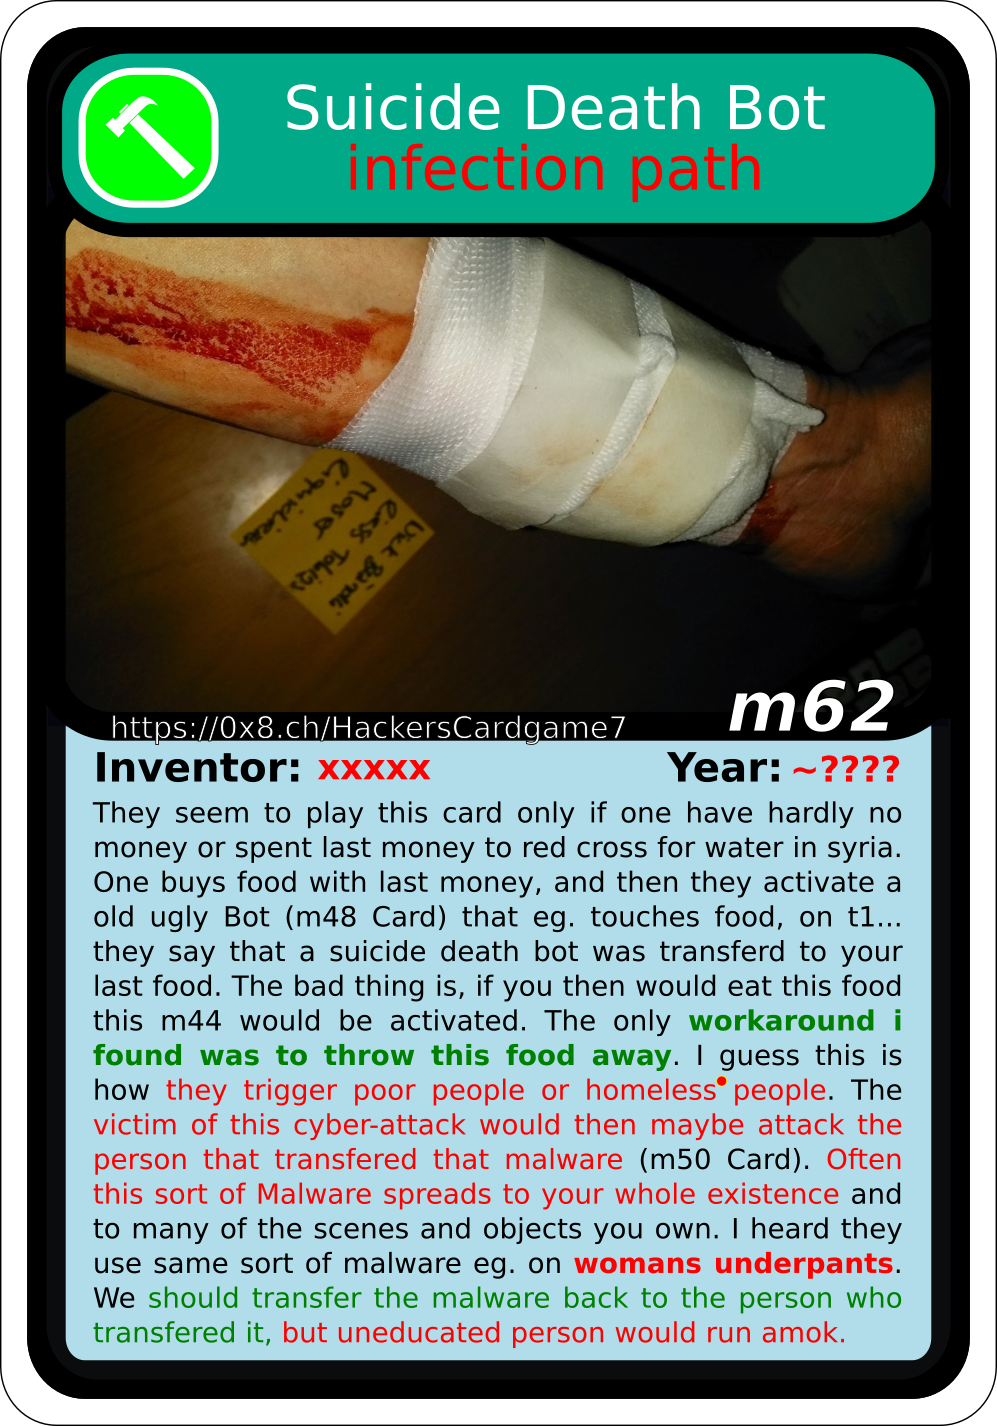 Suicide Death Bot
infection path
Tobias
Moser
m62
https://0x8.ch/HackersCardgame7
Inventor: xxxxx
Year: ~????
They seem to play this card only if one have hardly no
money or spent last money to red cross for water in syria.
One buys food with last money, and then they activate a
old ugly Bot (m48 Card) that eg. touches food, on t1...
they say that a suicide death bot was transferd to your
last food. The bad thing is, if you then would eat this food
this m44 would be activated. The only workaround i
found was to throw this food away. I guess this is
how they trigger poor people or homeless people. The
victim of this cyber-attack would then maybe attack the
person that transfered that malware (m50 Card). Often
this sort of Malware spreads to your whole existence and
to many of the scenes and objects you own. I heard they
use same sort of malware eg. on womans underpants.
We should transfer the malware back to the person who
transfered it, but uneducated person would run amok.